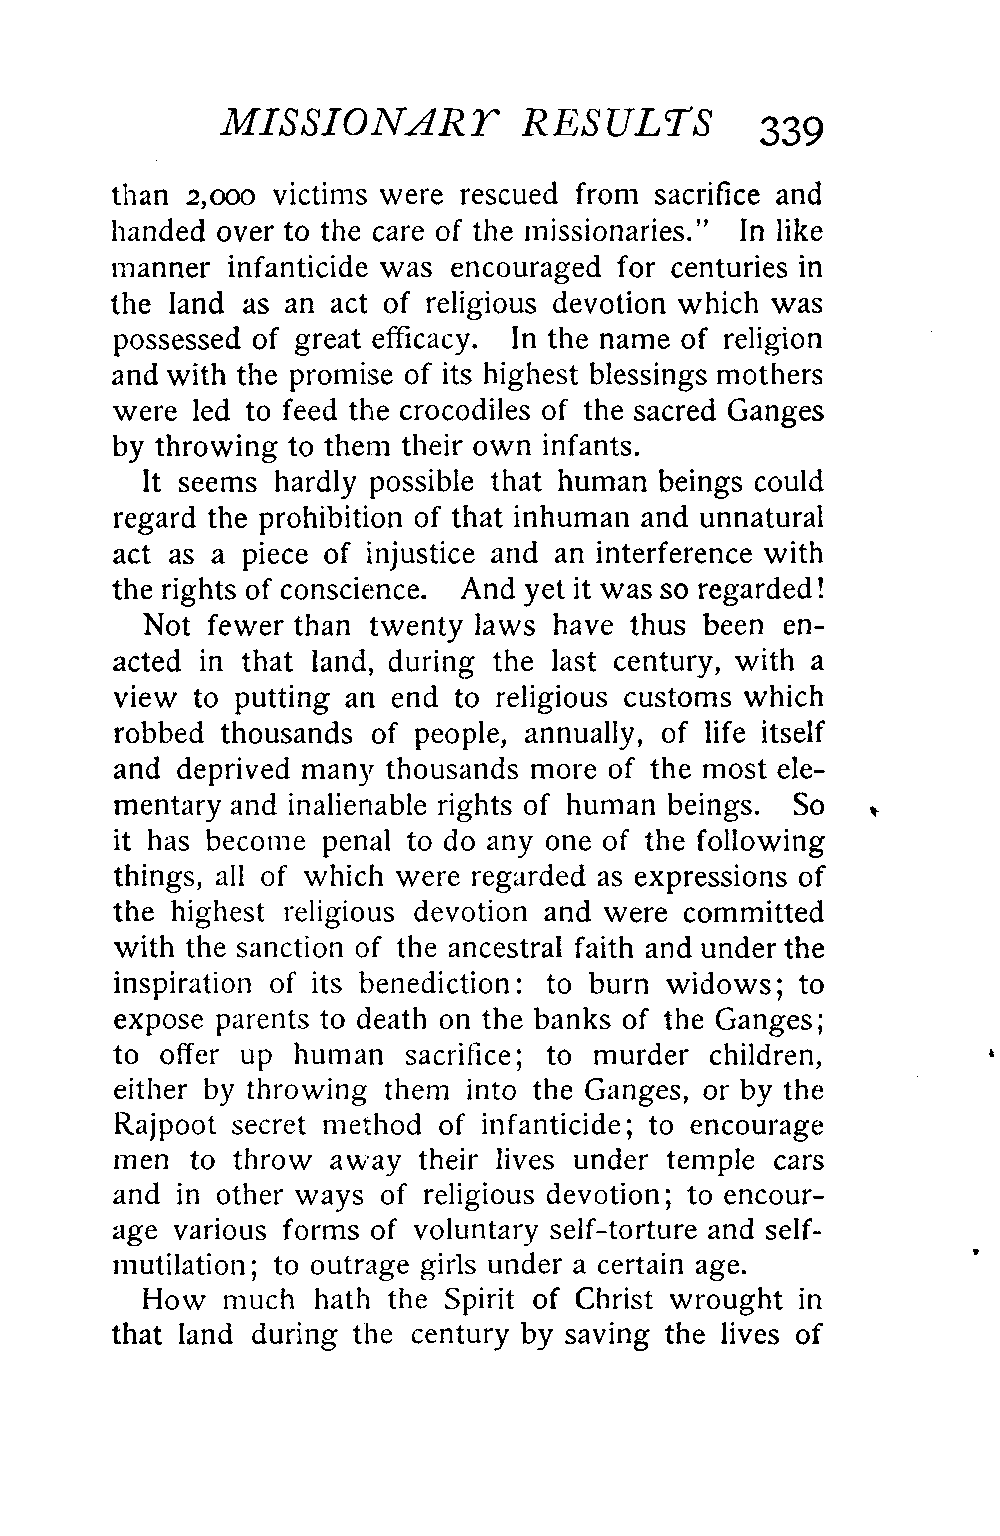 MISSIONARY RESULTS 339
than 2,000 victims were rescued from sacrifice and
handed over to the care of the missionaries." In like
manner infanticide was encouraged for centuries in
the land as an act of religious devotion which was
possessed of great efficacy. In the name of religion
and with the promise of its highest blessings mothers
were led to feed the crocodiles of the sacred Ganges
by throwing to them their own infants.
It seems hardly possible that human beings could
regard the prohibition of that inhuman and unnatural
act as a piece of injustice and an interference with
the rights of conscience. And yet it was so regarded!
Not fewer than twenty laws have thus been en-
acted in that land, during the last century, with a
view to putting an end to religious customs which
robbed thousands of people, annually, of life itself
and deprived many thousands more of the most ele-
mentary and inalienable rights of human beings. So
it has become penal to do any one of the following
things, all of which were regarded as expressions of
the highest religious devotion and were committed
with the sanction of the ancestral faith and under the
inspiration of its benediction: to burn widows; to
expose parents to death on the banks of the Ganges;
to offer up human sacrifice; to murder children,
either by throwing them into the Ganges, or by the
Rajpoot secret method of infanticide; to encourage
men to throw away their lives under temple cars
and in other ways of religious devotion; to encour-
age various forms of voluntary self-torture and self-
mutilation; to outrage girls under a certain age.
How much hath the Spirit of Christ wrought in
that land during the century by saving the lives of